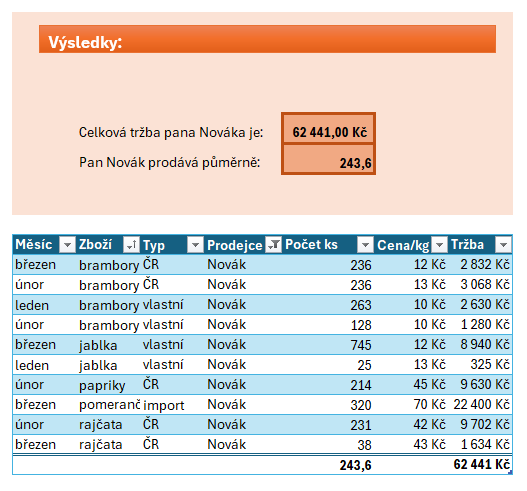 Výsledky:
Celková tržba pana Nováka je: 62 441,00 Kč
Pan Novák prodává půměrně: 243,6
Měsíc Zboží Typ Prodejce Počet ks Cena/kg Tržba
březen brambory ČR Novák 236 12 Kč 2 832 Kč
únor brambory ČR Novák 236 13 Kč 3 068 Kč
leden brambory vlastní Novák 263 10 Kč 2 630 Kč
únor brambory vlastní Novák 128 10 Kč 1 280 Kč
březen jablka vlastní Novák 745 12 Kč 8 940 Kč
leden jablka vlastní Novák 25 13 Kč 325 Kč
únor papriky ČR Novák 214 45 Kč 9 630 Kč
březen pomeranč import Novák 320 70 Kč 22 400 Kč
únor rajčata ČR Novák 231 42 Kč 9 702 Kč
březen rajčata ČR Novák 38 43 Kč 1 634 Kč
243,6 62 441 Kč